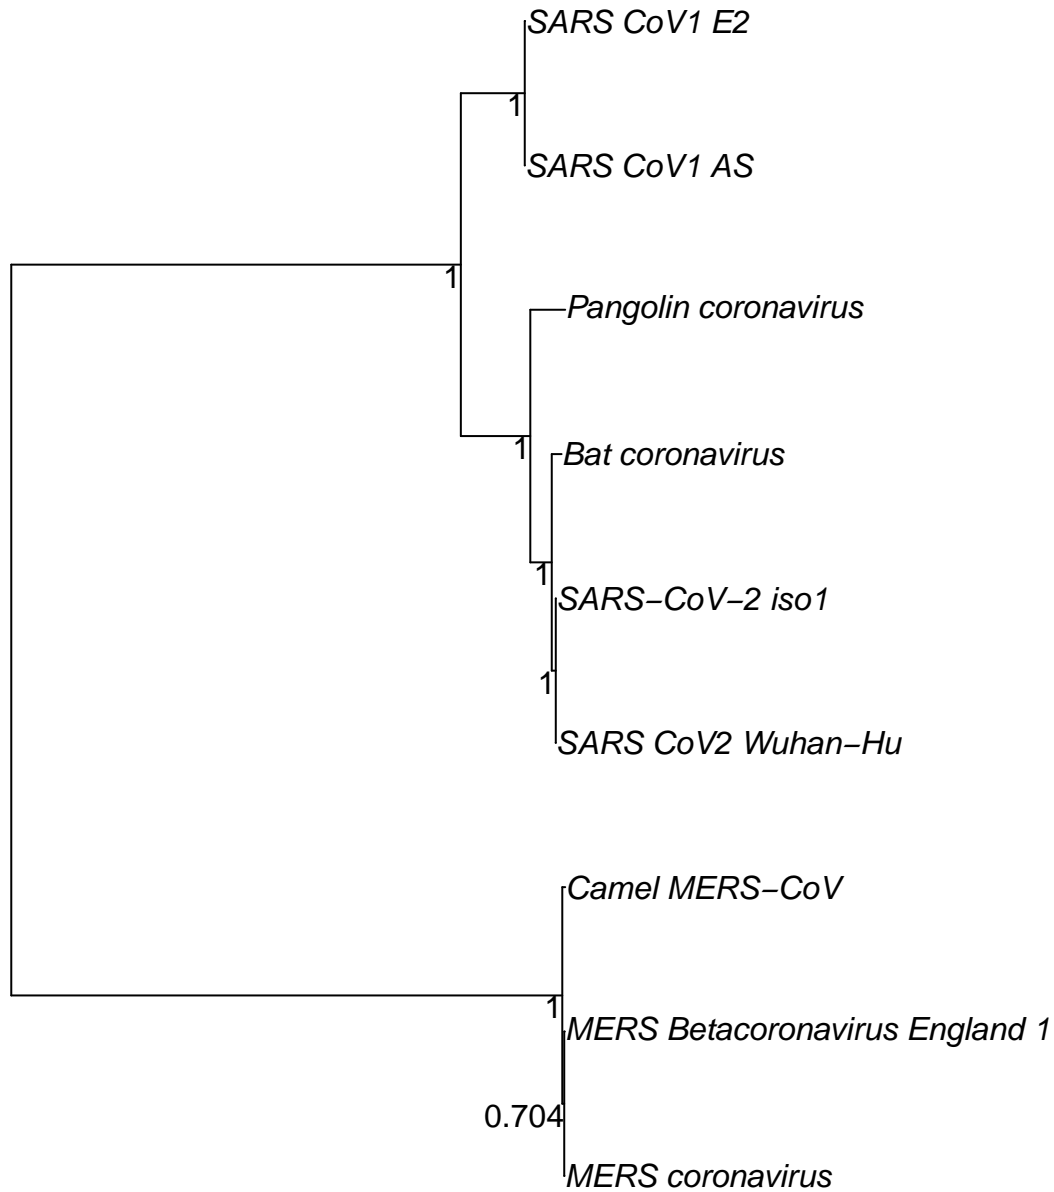 SARS CoV1 E2
1
SARS CoV1 AS
1
Pangolin coronavirus
1
Bat coronavirus
1
SARS−CoV−2 iso1
1
SARS CoV2 Wuhan−Hu
Camel MERS−CoV
1
MERS Betacoronavirus England 1
0.704
MERS coronavirus